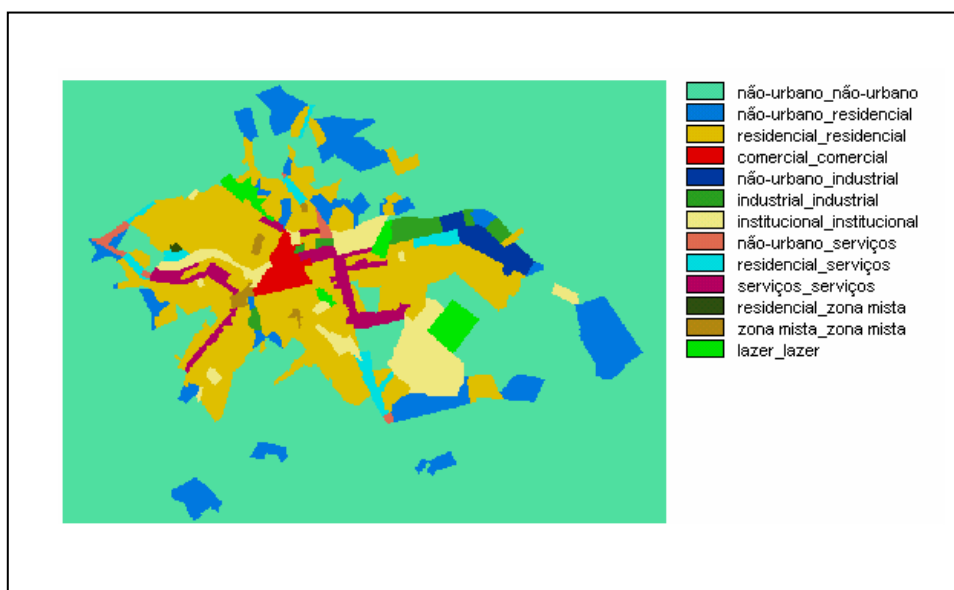 não-urbano_não-urbano
não-urbano_residencial
residencial_residencial
comercial_comercial
não-urbano_industrial
industrial_industrial
institucional_institucional
não-urbano_serviços
residencial_serviços
serviços_serviços
residencial_zona mista
zona mista_zona mista
lazer_lazer